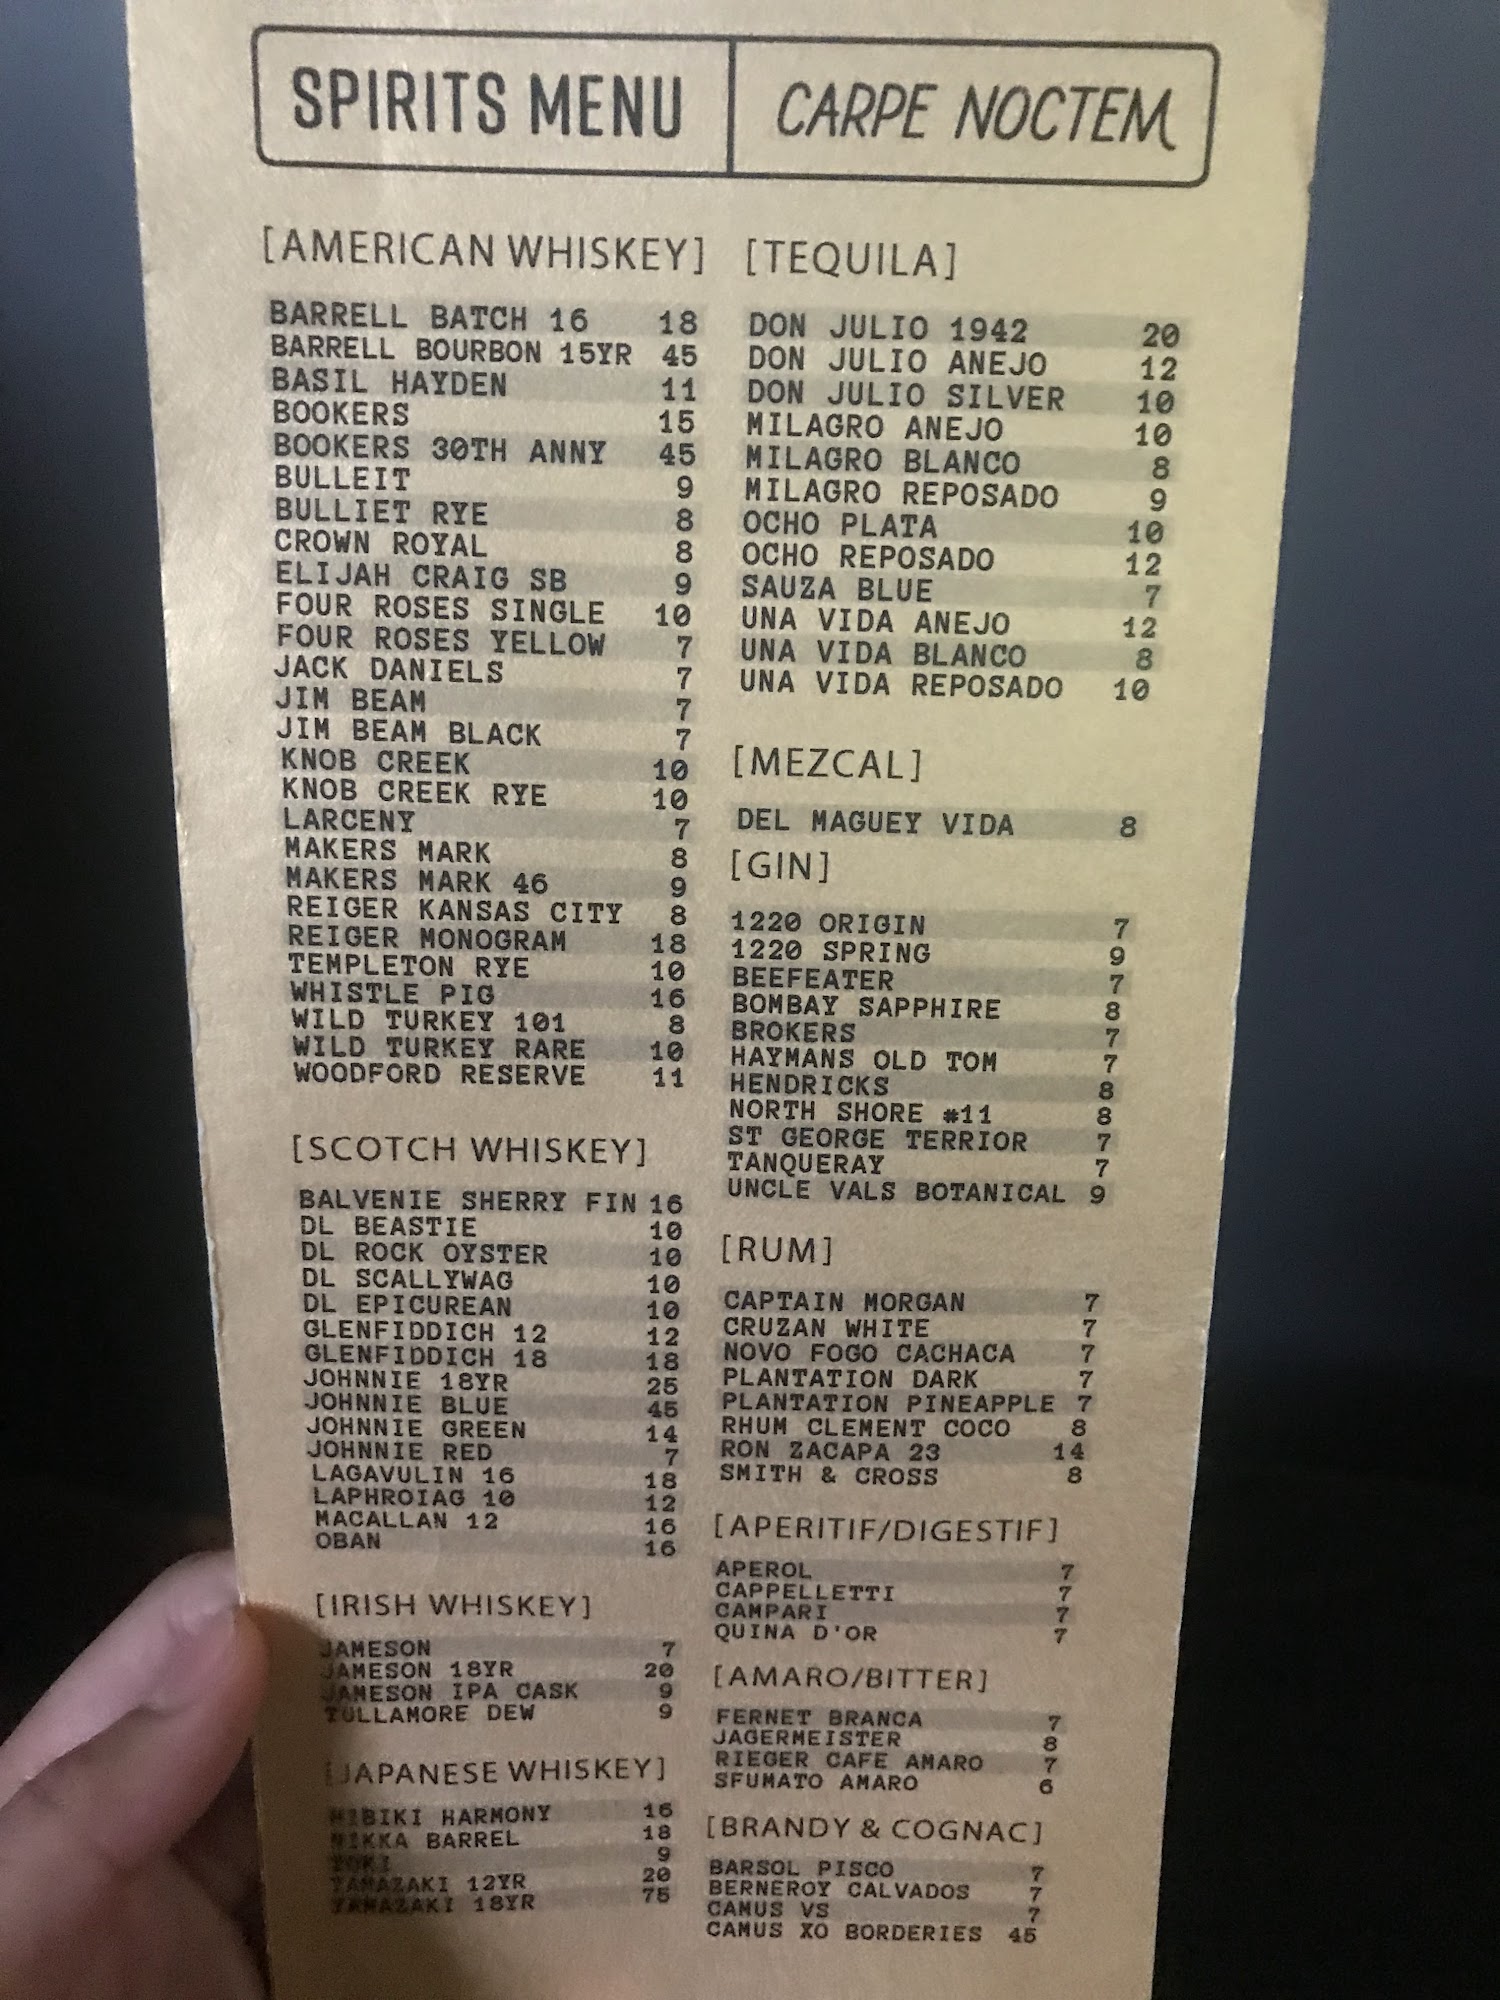 SPIRITS MENU
CARPE NOCTEM
[AMERICAN WHISKEY]
BARRELL BATCH 16 18
BARRELL BOURBON 15YR 45
BASIL HAYDEN 11
BOOKERS 15
BOOKERS 30TH ANNY 45
BULLEIT 9
BULLIET RYE 8
CROWN ROYAL 8
ELIJAH CRAIG SB 9
FOUR ROSES SINGLE 10
FOUR ROSES YELLOW 7
JACK DANIELS 7
JIM BEAM 7
JIM BEAM BLACK 7
KNOB CREEK 10
KNOB CREEK RYE 10
LARCENY 7
MAKERS MARK 8
MAKERS MARK 46 9
REIGER KANSAS CITY 8
REIGER MONOGRAM 18
TEMPLETON RYE 10
WHISTLE PIG 16
WILD TURKEY 101 8
WILD TURKEY RARE 10
WOODFORD RESERVE 11
[SCOTCH WHISKEY]
BALVENIE SHERRY FIN 16
DL BEASTIE 10
DL ROCK OYSTER 10
DL SCALLYWAG 10
DL EPICUREAN 10
GLENFIDDICH 12 12
GLENFIDDICH 18 18
JOHNNIE 18YR 25
JOHNNIE BLUE 45
JOHNNIE GREEN 14
JOHNNIE RED 7
LAGAVULIN 16 18
LAPHROIAG 10 12
MACALLAN 12 16
OBAN 16
[IRISH WHISKEY]
JAMESON 7
JAMESON 18YR 20
JAMESON IPA CASK 9
TULLAMORE DEW 9
[JAPANESE WHISKEY]
HIBIKI HARMONY 16
NIKKA BARREL 18
TOKI 9
YAMAZAKI 12YR 20
YAMAZAKI 18YR 75
[TEQUILA]
DON JULIO 1942 20
DON JULIO ANEJO 12
DON JULIO SILVER 10
MILAGRO ANEJO 10
MILAGRO BLANCO 8
MILAGRO REPOSADO 9
OCHO PLATA 10
OCHO REPOSADO 12
SAUZA BLUE 7
UNA VIDA ANEJO 12
UNA VIDA BLANCO 8
UNA VIDA REPOSADO 10
[MEZCAL]
DEL MAGUEY VIDA 8
[GIN]
1220 ORIGIN 7
1220 SPRING 9
BEEFEATER 7
BOMBAY SAPPHIRE 8
BROKERS 7
HAYMANS OLD TOM 7
HENDRICKS 8
NORTH SHORE #11 8
ST GEORGE TERRIOR 7
TANQUERAY 7
UNCLE VALS BOTANICAL 9
[RUM]
CAPTAIN MORGAN 7
CRUZAN WHITE 7
NOVO FOGO CACHACA 7
PLANTATION DARK 7
PLANTATION PINEAPPLE 7
RHUM CLEMENT COCO 8
RON ZACAPA 23 14
SMITH & CROSS 8
[APERITIF/DIGESTIF]
APEROL 7
CAPPELLETTI 7
CAMPARI 7
QUINA D'OR 7
[AMARO/BITTER]
FERNET BRANCA 7
JAGERMEISTER 8
RIEGER CAFE AMARO 7
SFUMATO AMARO 6
[BRANDY & COGNAC]
BARSOL PISCO 7
BERNEROY CALVADOS 7
CAMUS VS 7
CAMUS XO BORDERIES 45